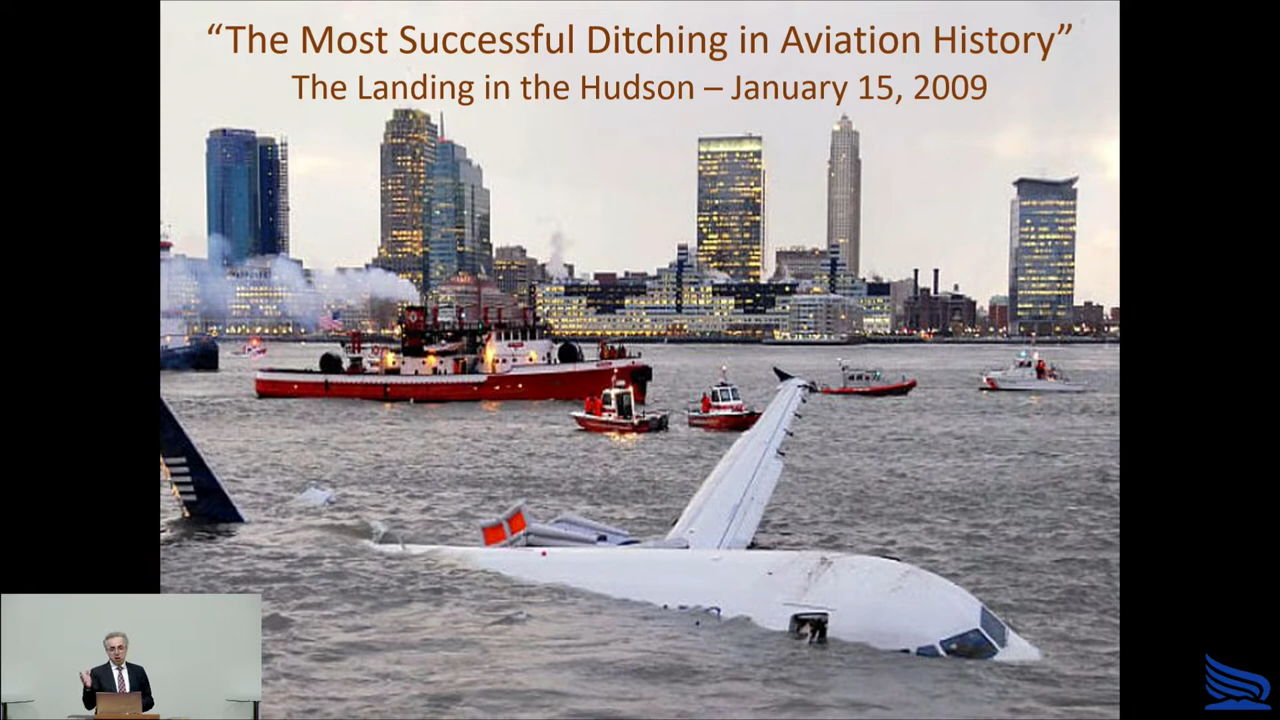 “The Most Successful Ditching in Aviation History”
The Landing in the Hudson – January 15, 2009